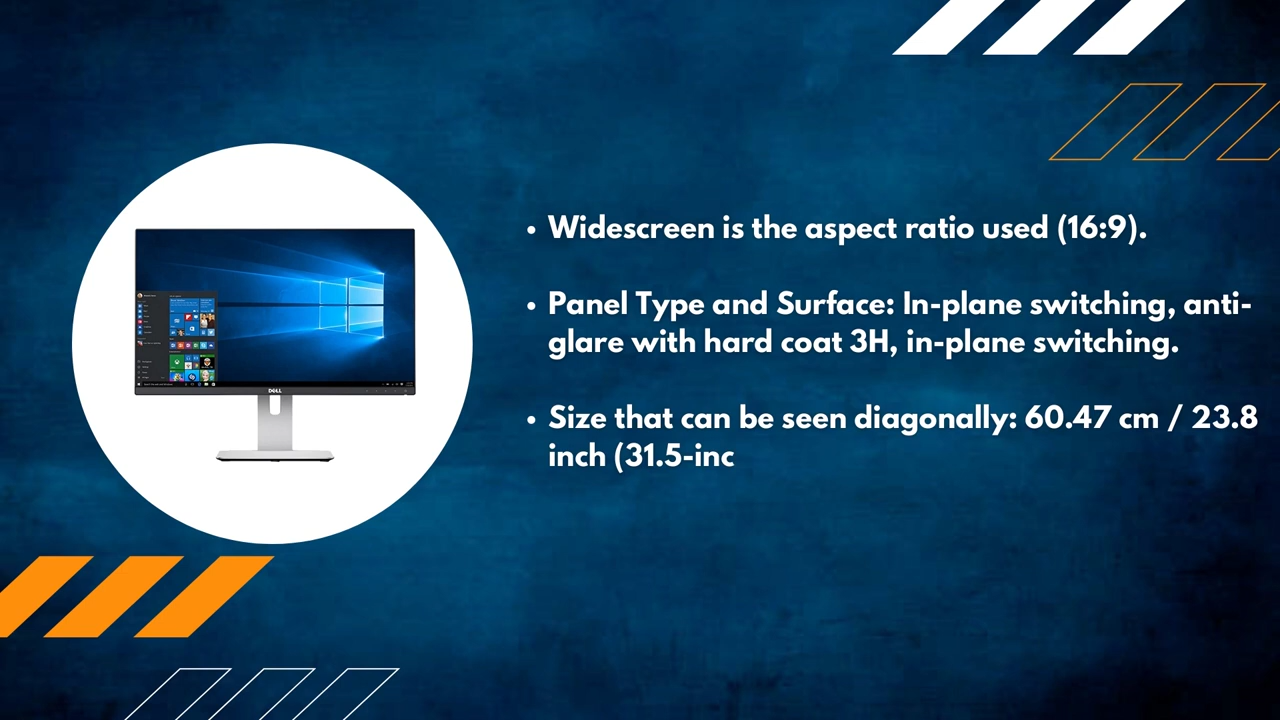 Widescreen is the aspect ratio used (16:9).
Panel Type and Surface: In-plane switching, anti-
glare with hard coat 3H, in-plane switching.
Size that can be seen diagonally: 60.47 cm / 23.8
inch (31.5-inc
DELL